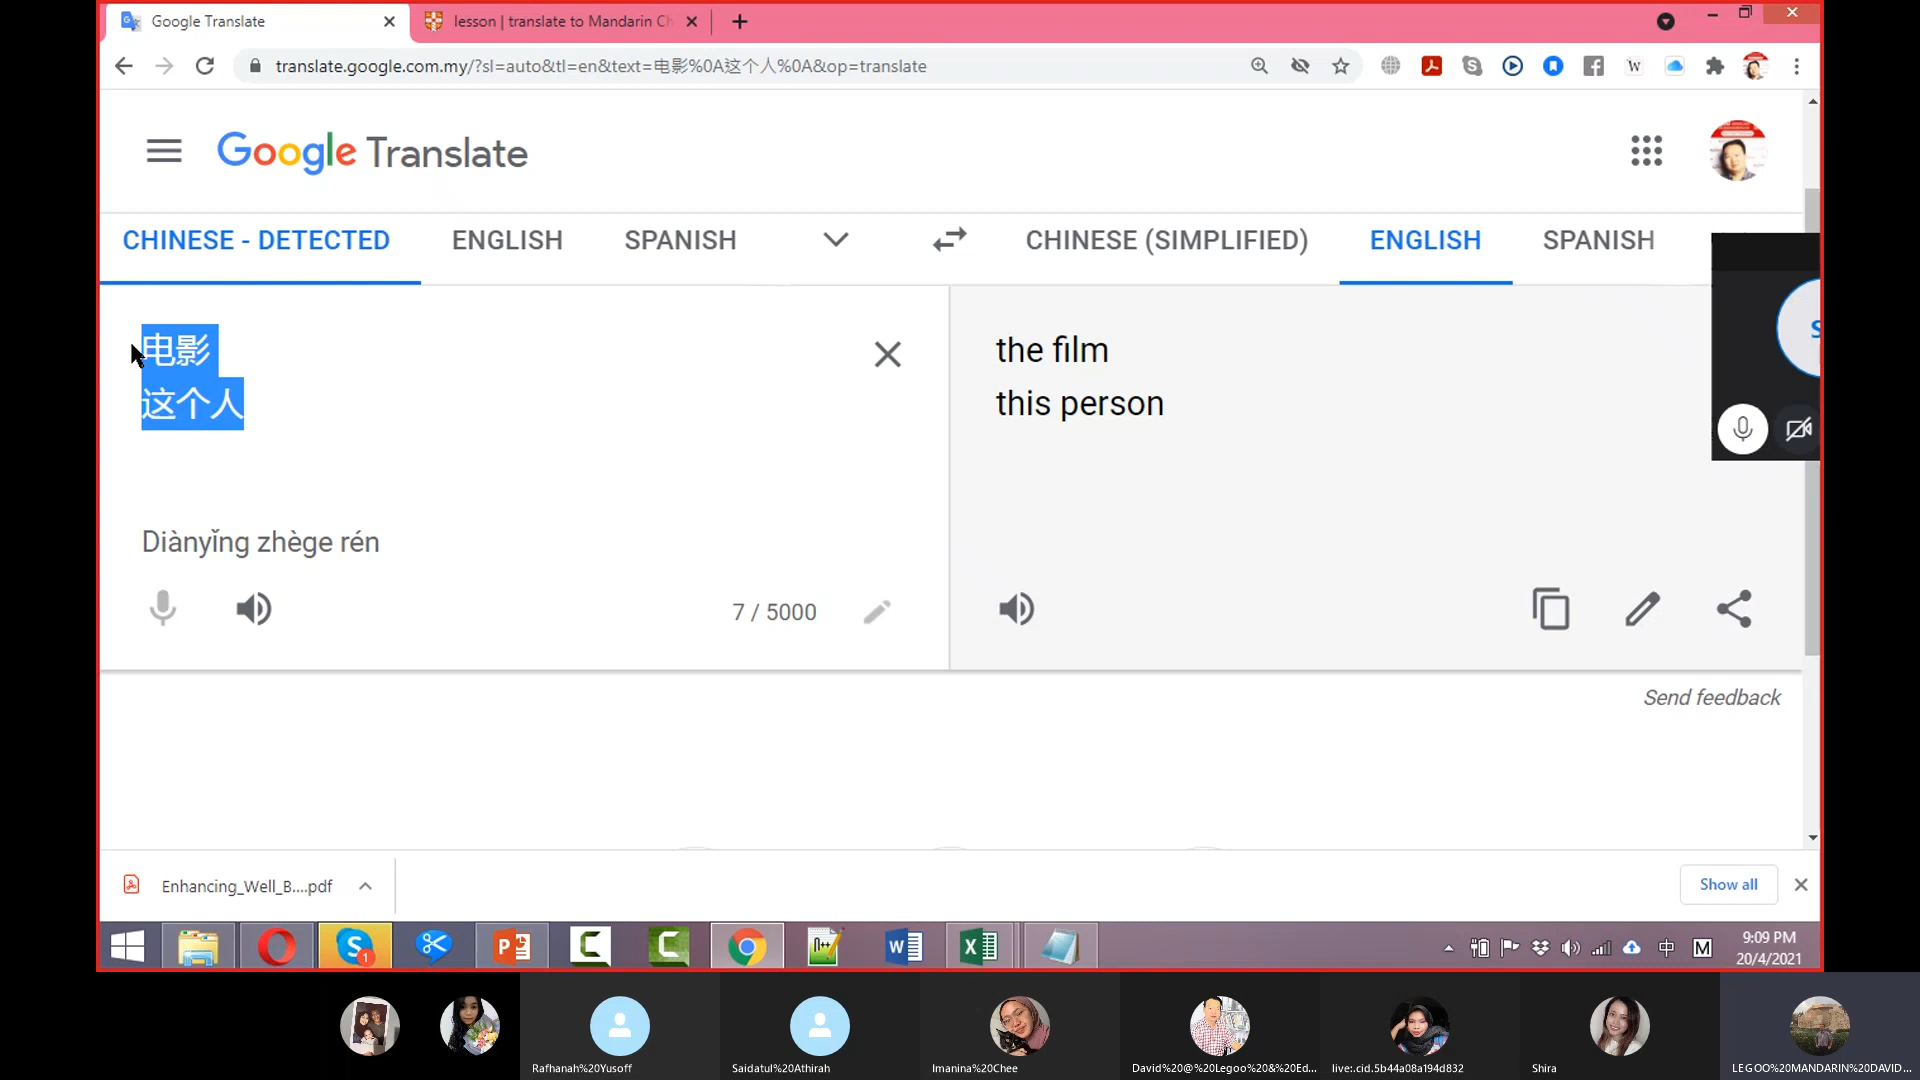 Google Translate
lesson | translate to Mandarin Ch
translate.google.com.my/?sl=auto&tl=en&text=电影%0A这个人%0A&op=translate
W
Google Translate
CHINESE - DETECTED
ENGLISH
SPANISH
CHINESE (SIMPLIFIED)
ENGLISH
SPANISH
电影
这个人
the film
this person
S
Diànyǐng zhège rén
7 / 5000
Send feedback
Enhancing_Well_B....pdf
Show all
1
中
M
9:09 PM
20/4/2021
Rafhanah%20Yusoff
Saidatul%20Athirah
Imanina%20Chee
David%20@%20Legoo%20&%20Ed...
live:.cid.5b44a08a194d832
Shira
LEGOO%20MANDARIN%20DAVID...